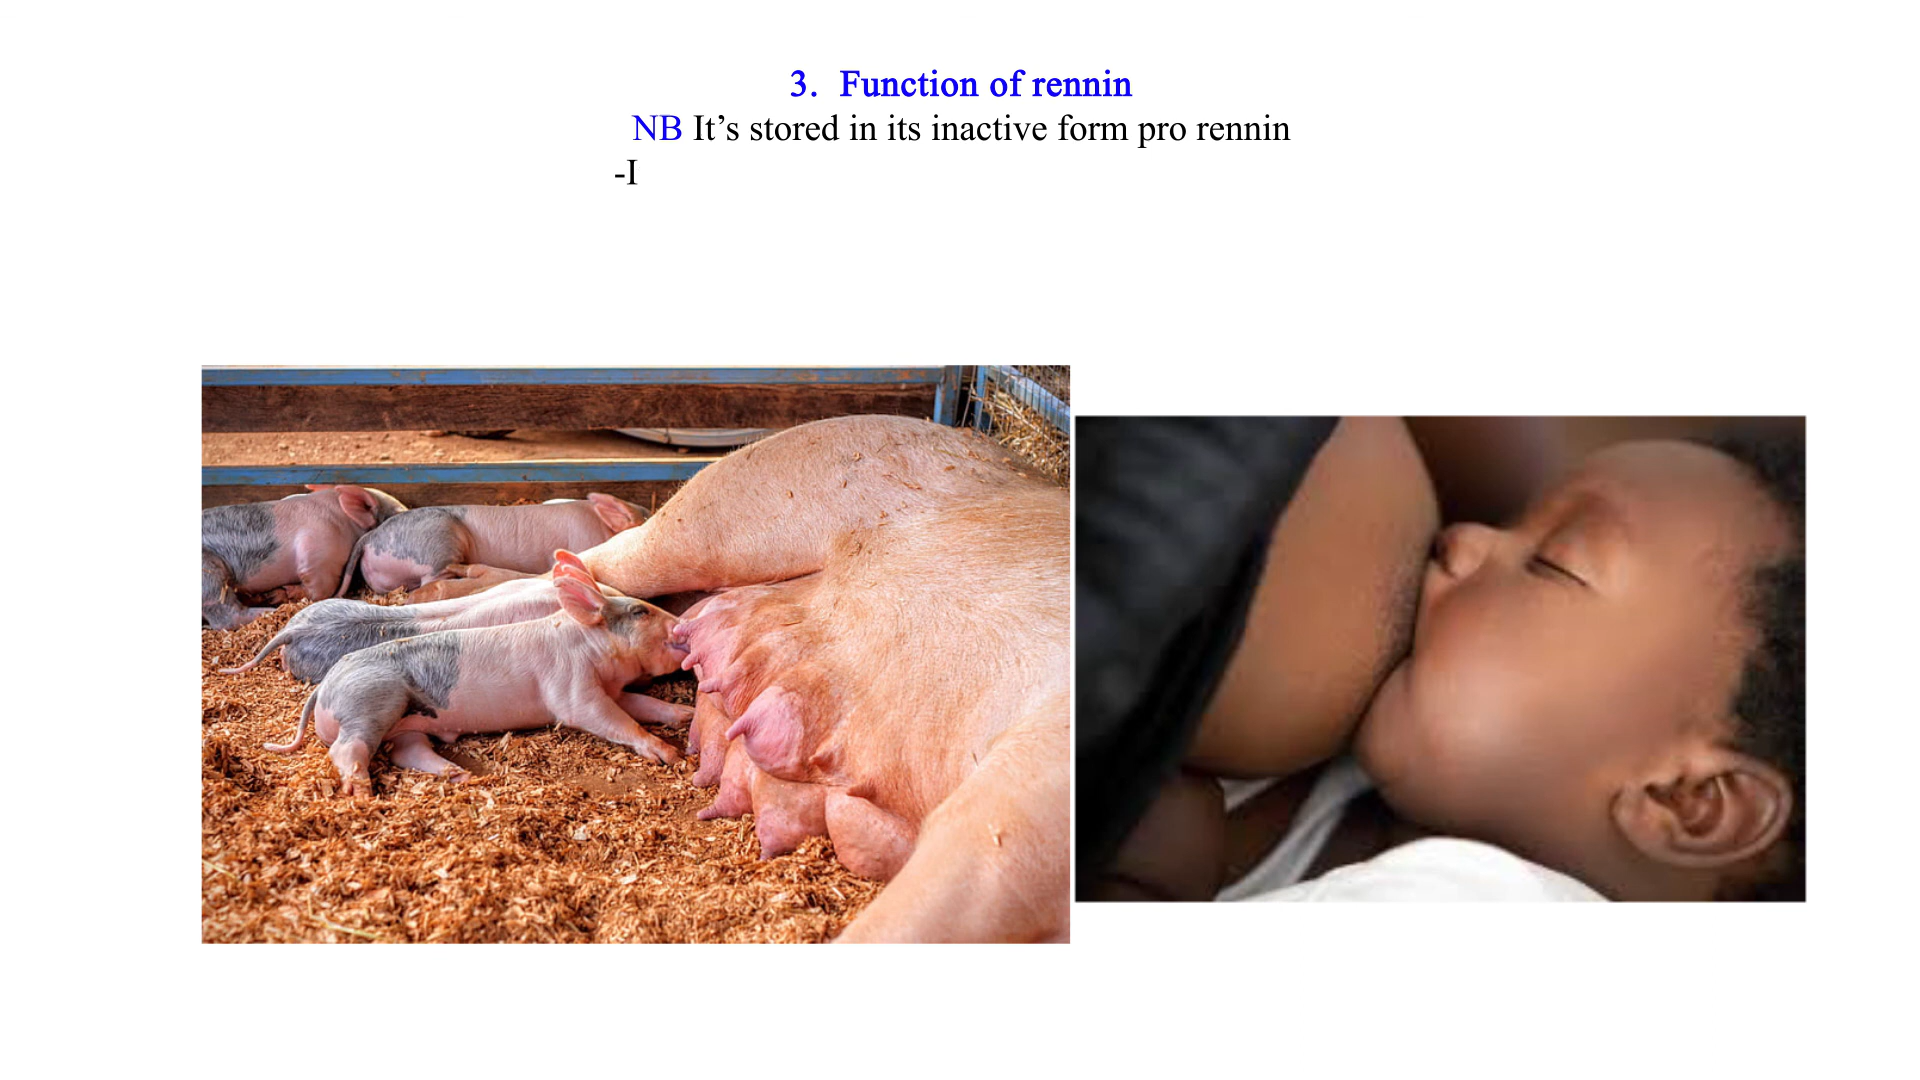 3. Function of rennin
NB It’s stored in its inactive form pro rennin
-I